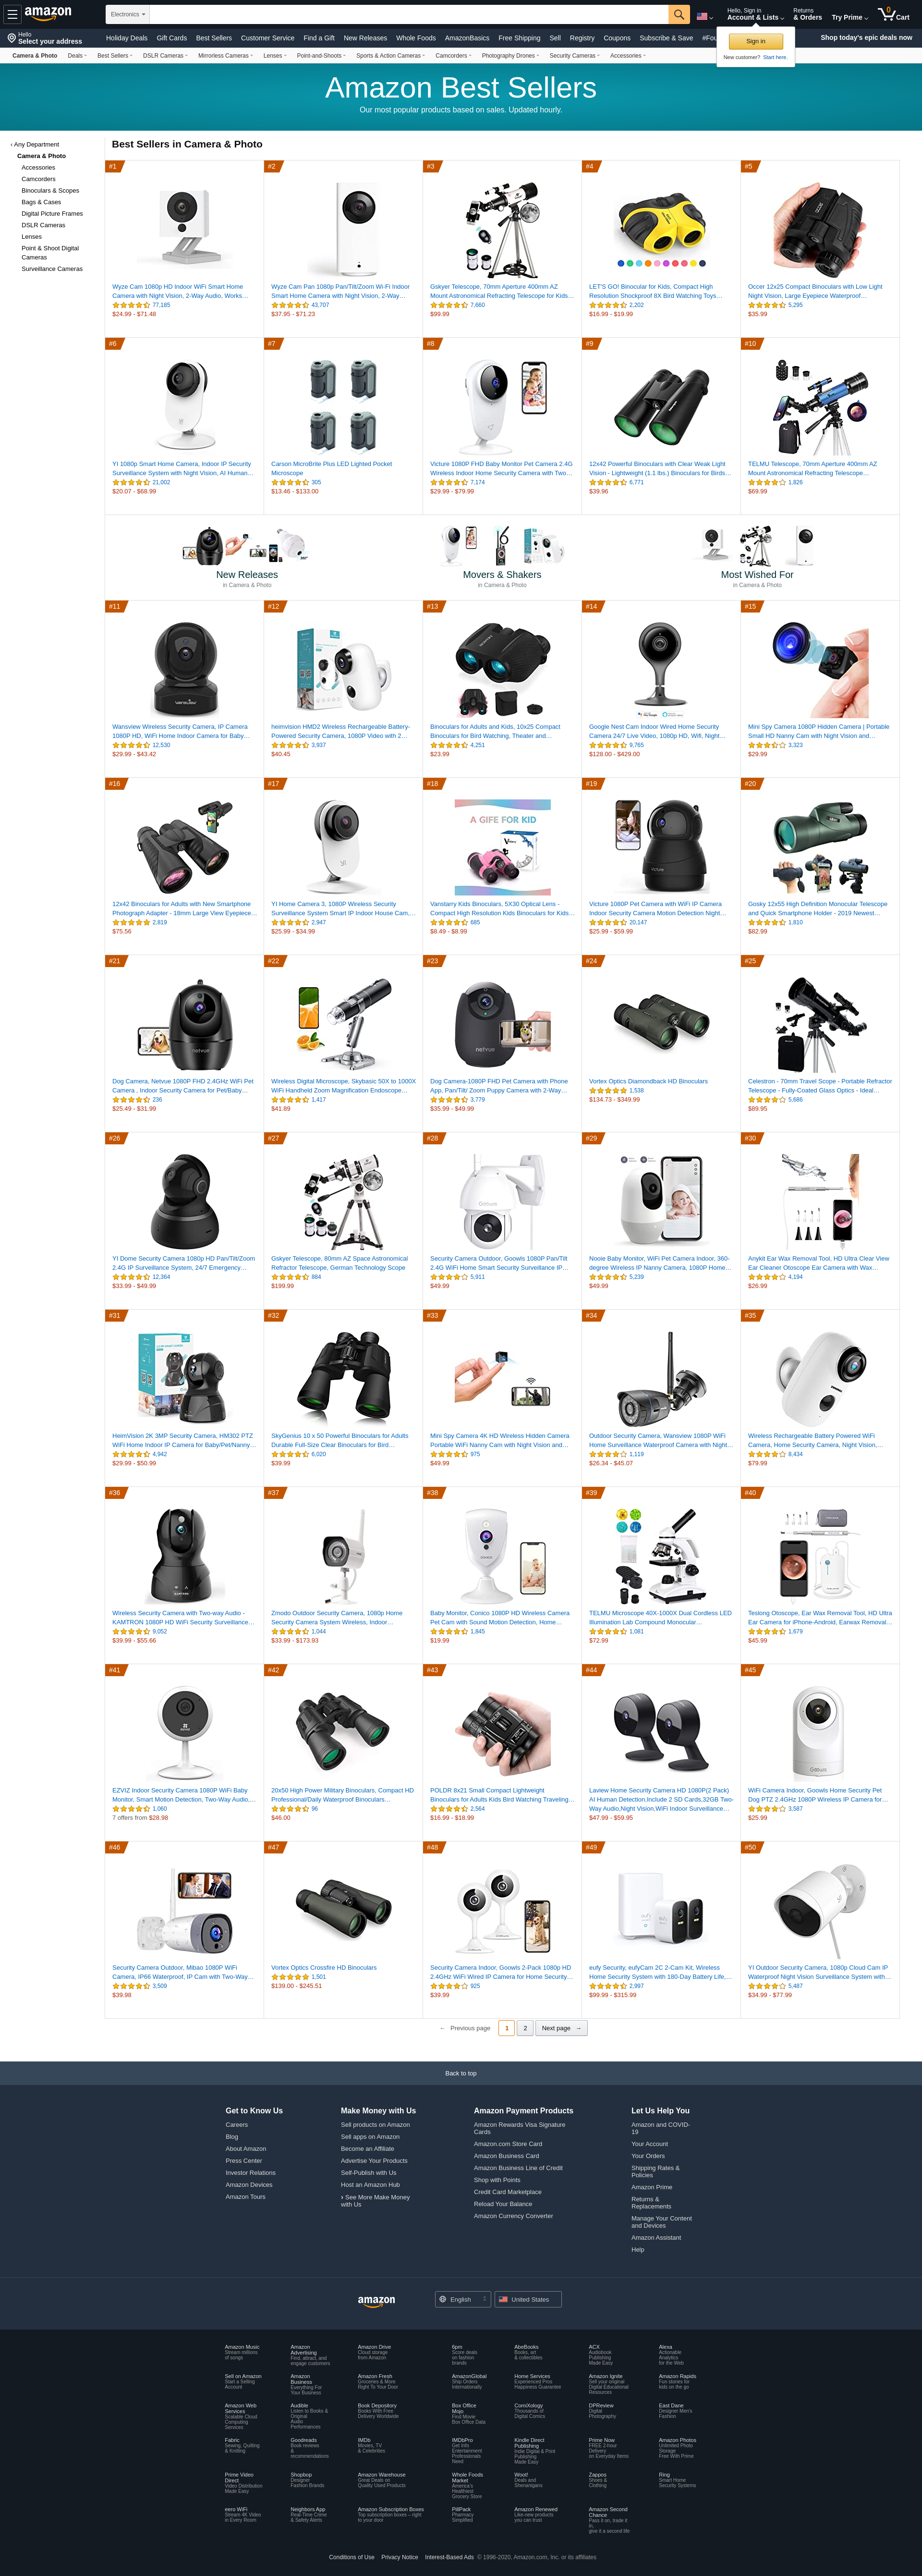 amazon
Electronics
Hello, Sign in
Account & Lists
Returns
& Orders
Try Prime
0
Cart
Hello
Select your address
Holiday Deals
Gift Cards
Best Sellers
Customer Service
Find a Gift
New Releases
Whole Foods
AmazonBasics
Free Shipping
Sell
Registry
Coupons
Subscribe & Save
Shop today's epic deals now
Sign in
New customer? Start here.
Camera & Photo
Deals
Best Sellers
DSLR Cameras
Mirrorless Cameras
Lenses
Point-and-Shoots
Sports & Action Cameras
Camcorders
Photography Drones
Security Cameras
Accessories
Amazon Best Sellers
Our most popular products based on sales. Updated hourly.
‹ Any Department
Camera & Photo
Accessories
Camcorders
Binoculars & Scopes
Bags & Cases
Digital Picture Frames
DSLR Cameras
Lenses
Point & Shoot Digital
Cameras
Surveillance Cameras
Best Sellers in Camera & Photo
#1
Wyze Cam 1080p HD Indoor WiFi Smart Home
Camera with Night Vision, 2-Way Audio, Works…
77,185
$24.99 - $71.48
#2
Wyze Cam Pan 1080p Pan/Tilt/Zoom Wi-Fi Indoor
Smart Home Camera with Night Vision, 2-Way…
43,707
$37.95 - $71.23
#3
Gskyer Telescope, 70mm Aperture 400mm AZ
Mount Astronomical Refracting Telescope for Kids…
7,660
$99.99
#4
LET'S GO! Binocular for Kids, Compact High
Resolution Shockproof 8X Bird Watching Toys…
2,202
$16.99 - $19.99
#5
Occer 12x25 Compact Binoculars with Low Light
Night Vision, Large Eyepiece Waterproof…
5,295
$35.99
#6
YI 1080p Smart Home Camera, Indoor IP Security
Surveillance System with Night Vision, AI Human…
21,002
$20.07 - $68.99
#7
Carson MicroBrite Plus LED Lighted Pocket
Microscope
305
$13.46 - $133.00
#8
Victure 1080P FHD Baby Monitor Pet Camera 2.4G
Wireless Indoor Home Security Camera with Two…
7,174
$29.99 - $79.99
#9
12x42 Powerful Binoculars with Clear Weak Light
Vision - Lightweight (1.1 lbs.) Binoculars for Birds…
6,771
$39.96
#10
TELMU Telescope, 70mm Aperture 400mm AZ
Mount Astronomical Refracting Telescope…
1,826
$69.99
New Releases
in Camera & Photo
Movers & Shakers
in Camera & Photo
Most Wished For
in Camera & Photo
#11
Wansview Wireless Security Camera, IP Camera
1080P HD, WiFi Home Indoor Camera for Baby…
12,530
$29.99 - $43.42
#12
heimvision HMD2 Wireless Rechargeable Battery-
Powered Security Camera, 1080P Video with 2…
3,937
$40.45
#13
Binoculars for Adults and Kids, 10x25 Compact
Binoculars for Bird Watching, Theater and…
4,251
$23.99
#14
Google Nest Cam Indoor Wired Home Security
Camera 24/7 Live Video, 1080p HD, Wifi, Night…
9,765
$128.00 - $429.00
#15
Mini Spy Camera 1080P Hidden Camera | Portable
Small HD Nanny Cam with Night Vision and…
3,323
$29.99
#16
12x42 Binoculars for Adults with New Smartphone
Photograph Adapter - 18mm Large View Eyepiece…
2,819
$75.56
#17
YI Home Camera 3, 1080P Wireless Security
Surveillance System Smart IP Indoor House Cam,…
2,947
$25.99 - $34.99
#18
A GIFE FOR KID
Vanstarry Kids Binoculars, 5X30 Optical Lens -
Compact High Resolution Kids Binoculars for Kids…
685
$8.49 - $8.99
#19
Victure 1080P Pet Camera with WiFi IP Camera
Indoor Security Camera Motion Detection Night…
20,147
$25.99 - $59.99
#20
Gosky 12x55 High Definition Monocular Telescope
and Quick Smartphone Holder - 2019 Newest…
1,810
$82.99
#21
netvue
Dog Camera, Netvue 1080P FHD 2.4GHz WiFi Pet
Camera , Indoor Security Camera for Pet/Baby…
236
$25.49 - $31.99
#22
Wireless Digital Microscope, Skybasic 50X to 1000X
WiFi Handheld Zoom Magnification Endoscope…
1,417
$41.89
#23
netvue
Dog Camera-1080P FHD Pet Camera with Phone
App, Pan/Tilt/ Zoom Puppy Camera with 2-Way…
3,779
$35.99 - $49.99
#24
Vortex Optics Diamondback HD Binoculars
1,538
$134.73 - $349.99
#25
Celestron - 70mm Travel Scope - Portable Refractor
Telescope - Fully-Coated Glass Optics - Ideal…
5,686
$89.95
#26
YI Dome Security Camera 1080p HD Pan/Tilt/Zoom
2.4G IP Surveillance System, 24/7 Emergency…
12,364
$33.99 - $49.99
#27
Gskyer Telescope, 80mm AZ Space Astronomical
Refractor Telescope, German Technology Scope
884
$199.99
#28
Security Camera Outdoor, Goowls 1080P Pan/Tilt
2.4G WiFi Home Smart Security Surveillance IP…
5,911
$49.99
#29
Nooie Baby Monitor, WiFi Pet Camera Indoor, 360-
degree Wireless IP Nanny Camera, 1080P Home…
5,239
$49.99
#30
Anykit Ear Wax Removal Tool, HD Ultra Clear View
Ear Cleaner Otoscope Ear Camera with Wax…
4,194
$26.99
#31
HeimVision 2K 3MP Security Camera, HM302 PTZ
WiFi Home Indoor IP Camera for Baby/Pet/Nanny…
4,942
$29.99 - $50.99
#32
SkyGenius 10 x 50 Powerful Binoculars for Adults
Durable Full-Size Clear Binoculars for Bird…
6,020
$39.99
#33
Mini Spy Camera 4K HD Wireless Hidden Camera
Portable WiFi Nanny Cam with Night Vision and…
975
$49.99
#34
Outdoor Security Camera, Wansview 1080P WiFi
Home Surveillance Waterproof Camera with Night…
1,119
$26.34 - $45.07
#35
Wireless Rechargeable Battery Powered WiFi
Camera, Home Security Camera, Night Vision,…
8,434
$79.99
#36
Wireless Security Camera with Two-way Audio -
KAMTRON 1080P HD WiFi Security Surveillance…
9,052
$39.99 - $55.66
#37
Zmodo Outdoor Security Camera, 1080p Home
Security Camera System Wireless, Indoor…
1,044
$33.99 - $173.93
#38
Baby Monitor, Conico 1080P HD Wireless Camera
Pet Cam with Sound Motion Detection, Home…
1,845
$19.99
#39
TELMU Microscope 40X-1000X Dual Cordless LED
Illumination Lab Compound Monocular…
1,081
$72.99
#40
Teslong Otoscope, Ear Wax Removal Tool, HD Ultra
Ear Camera for iPhone-Android, Earwax Removal…
1,679
$45.99
#41
EZVIZ Indoor Security Camera 1080P WiFi Baby
Monitor, Smart Motion Detection, Two-Way Audio,…
1,060
7 offers from $28.98
#42
20x50 High Power Military Binoculars, Compact HD
Professional/Daily Waterproof Binoculars…
96
$46.00
#43
POLDR 8x21 Small Compact Lightweight
Binoculars for Adults Kids Bird Watching Traveling…
2,564
$16.99 - $18.99
#44
Laview Home Security Camera HD 1080P(2 Pack)
AI Human Detection,Include 2 SD Cards,32GB Two-
Way Audio,Night Vision,WiFi Indoor Surveillance…
$47.99 - $59.95
#45
WiFi Camera Indoor, Goowls Home Security Pet
Dog PTZ 2.4GHz 1080P Wireless IP Camera for…
3,587
$25.99
#46
Security Camera Outdoor, Mibao 1080P WiFi
Camera, IP66 Waterproof, IP Cam with Two-Way…
3,509
$39.98
#47
Vortex Optics Crossfire HD Binoculars
1,501
$139.00 - $245.51
#48
Security Camera Indoor, Goowls 2-Pack 1080p HD
2.4GHz WiFi Wired IP Camera for Home Security…
925
$39.99
#49
eufy Security, eufyCam 2C 2-Cam Kit, Wireless
Home Security System with 180-Day Battery Life,…
2,997
$99.99 - $315.99
#50
YI Outdoor Security Camera, 1080p Cloud Cam IP
Waterproof Night Vision Surveillance System with…
5,487
$34.99 - $77.99
← Previous page
1
2
Next page →
Back to top
Get to Know Us
Careers
Blog
About Amazon
Press Center
Investor Relations
Amazon Devices
Amazon Tours
Make Money with Us
Sell products on Amazon
Sell apps on Amazon
Become an Affiliate
Advertise Your Products
Self-Publish with Us
Host an Amazon Hub
› See More Make Money
with Us
Amazon Payment Products
Amazon Rewards Visa Signature
Cards
Amazon.com Store Card
Amazon Business Card
Amazon Business Line of Credit
Shop with Points
Credit Card Marketplace
Reload Your Balance
Amazon Currency Converter
Let Us Help You
Amazon and COVID-
19
Your Account
Your Orders
Shipping Rates &
Policies
Amazon Prime
Returns &
Replacements
Manage Your Content
and Devices
Amazon Assistant
Help
amazon
English
United States
Amazon Music
Stream millions
of songs
Amazon
Advertising
Find, attract, and
engage customers
Amazon Drive
Cloud storage
from Amazon
6pm
Score deals
on fashion
brands
AbeBooks
Books, art
& collectibles
ACX
Audiobook
Publishing
Made Easy
Alexa
Actionable
Analytics
for the Web
Sell on Amazon
Start a Selling
Account
Amazon
Business
Everything For
Your Business
Amazon Fresh
Groceries & More
Right To Your Door
AmazonGlobal
Ship Orders
Internationally
Home Services
Experienced Pros
Happiness Guarantee
Amazon Ignite
Sell your original
Digital Educational
Resources
Amazon Rapids
Fun stories for
kids on the go
Amazon Web
Services
Scalable Cloud
Computing
Services
Audible
Listen to Books &
Original
Audio
Performances
Book Depository
Books With Free
Delivery Worldwide
Box Office
Mojo
Find Movie
Box Office Data
ComiXology
Thousands of
Digital Comics
DPReview
Digital
Photography
East Dane
Designer Men's
Fashion
Fabric
Sewing, Quilting
& Knitting
Goodreads
Book reviews
&
recommendations
IMDb
Movies, TV
& Celebrities
IMDbPro
Get Info
Entertainment
Professionals
Need
Kindle Direct
Publishing
Indie Digital & Print
Publishing
Made Easy
Prime Now
FREE 2-hour
Delivery
on Everyday Items
Amazon Photos
Unlimited Photo
Storage
Free With Prime
Prime Video
Direct
Video Distribution
Made Easy
Shopbop
Designer
Fashion Brands
Amazon Warehouse
Great Deals on
Quality Used Products
Whole Foods
Market
America's
Healthiest
Grocery Store
Woot!
Deals and
Shenanigans
Zappos
Shoes &
Clothing
Ring
Smart Home
Security Systems
eero WiFi
Stream 4K Video
in Every Room
Neighbors App
Real-Time Crime
& Safety Alerts
Amazon Subscription Boxes
Top subscription boxes – right
to your door
PillPack
Pharmacy
Simplified
Amazon Renewed
Like-new products
you can trust
Amazon Second
Chance
Pass it on, trade it
in,
give it a second life
Conditions of Use
Privacy Notice
Interest-Based Ads
© 1996-2020, Amazon.com, Inc. or its affiliates